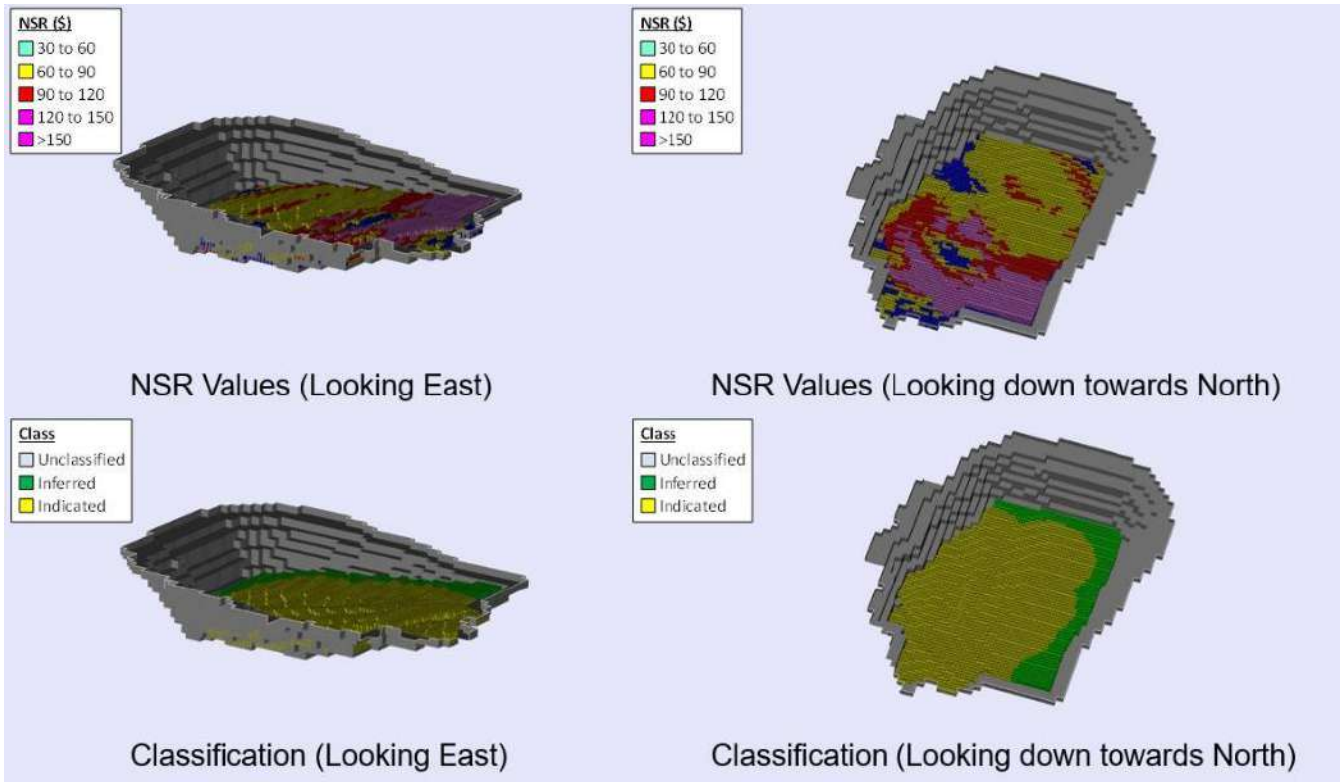 NSR ($)
30 to 60
60 to 90
90 to 120
120 to 150
>150
NSR Values (Looking East)
NSR ($)
30 to 60
60 to 90
90 to 120
120 to 150
>150
NSR Values (Looking down towards North)
Class
Unclassified
Inferred
Indicated
Classification (Looking East)
Class
Unclassified
Inferred
Indicated
Classification (Looking down towards North)